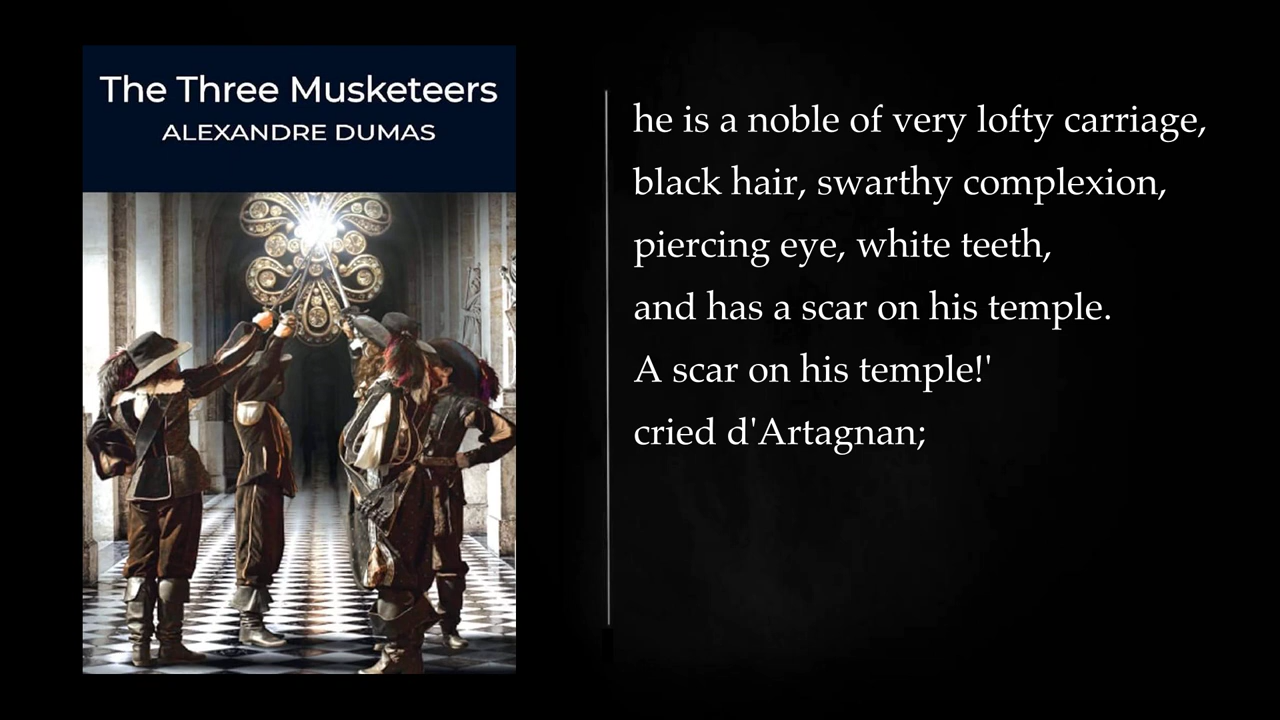 The Three Musketeers
ALEXANDRE DUMAS
he is a noble of very lofty carriage,
black hair, swarthy complexion,
piercing eye, white teeth,
and has a scar on his temple.
A scar on his temple!'
cried d'Artagnan;